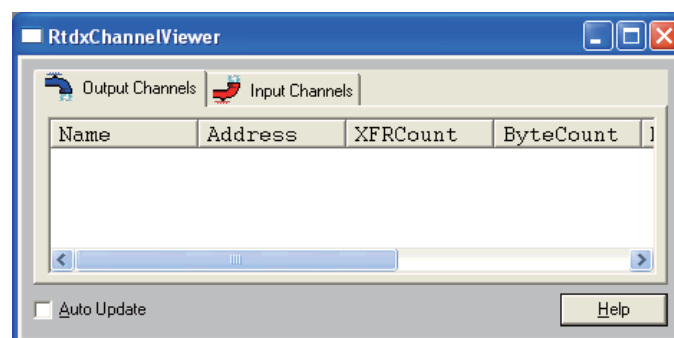 RtdxChannelViewer
Output Channels Input Channels
Name Address XFRCount ByteCount
Auto Update Help